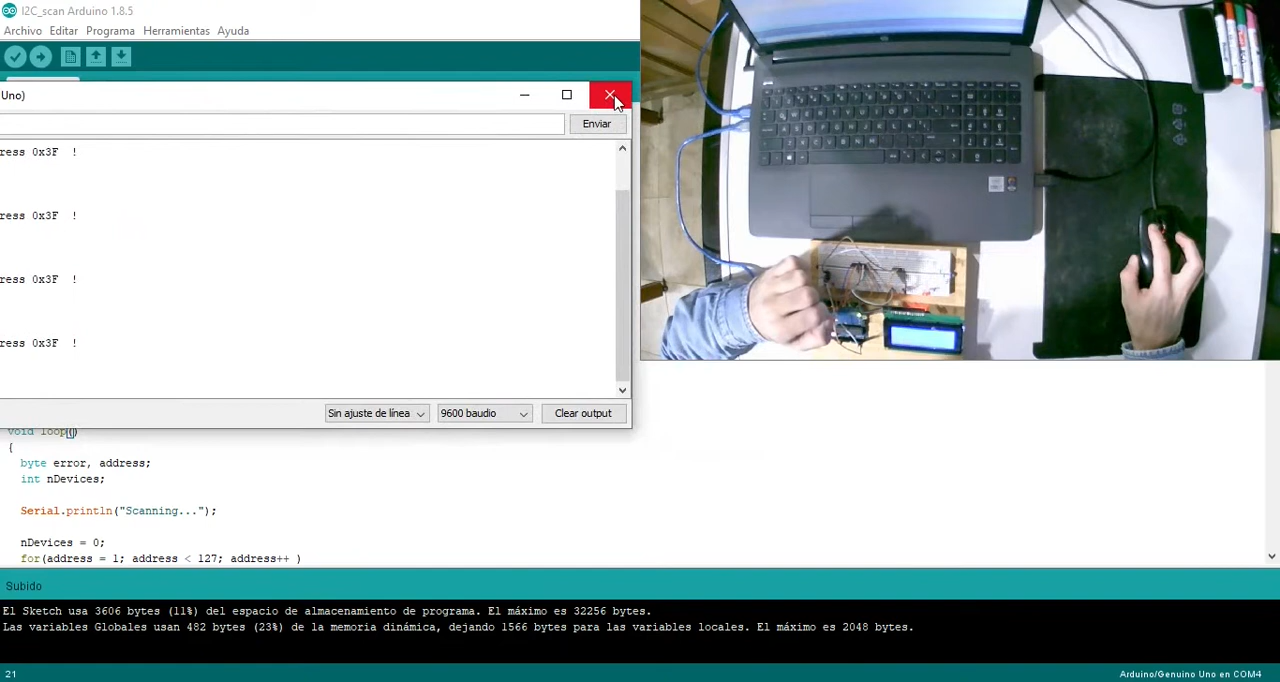 I2C_scan Arduino 1.8.5
Archivo Editar Programa Herramientas Ayuda
Uno)
Enviar
ress 0x3F !
ress 0x3F !
ress 0x3F !
ress 0x3F !
Sin ajuste de línea
9600 baudio
Clear output
void loop()
{
byte error, address;
int nDevices;
Serial.println("Scanning...");
nDevices = 0;
for(address = 1; address < 127; address++ )
Subido
El Sketch usa 3606 bytes (11%) del espacio de almacenamiento de programa. El máximo es 32256 bytes.
Las variables Globales usan 482 bytes (23%) de la memoria dinámica, dejando 1566 bytes para las variables locales. El máximo es 2048 bytes.
21
Arduino/Genuino Uno en COM4